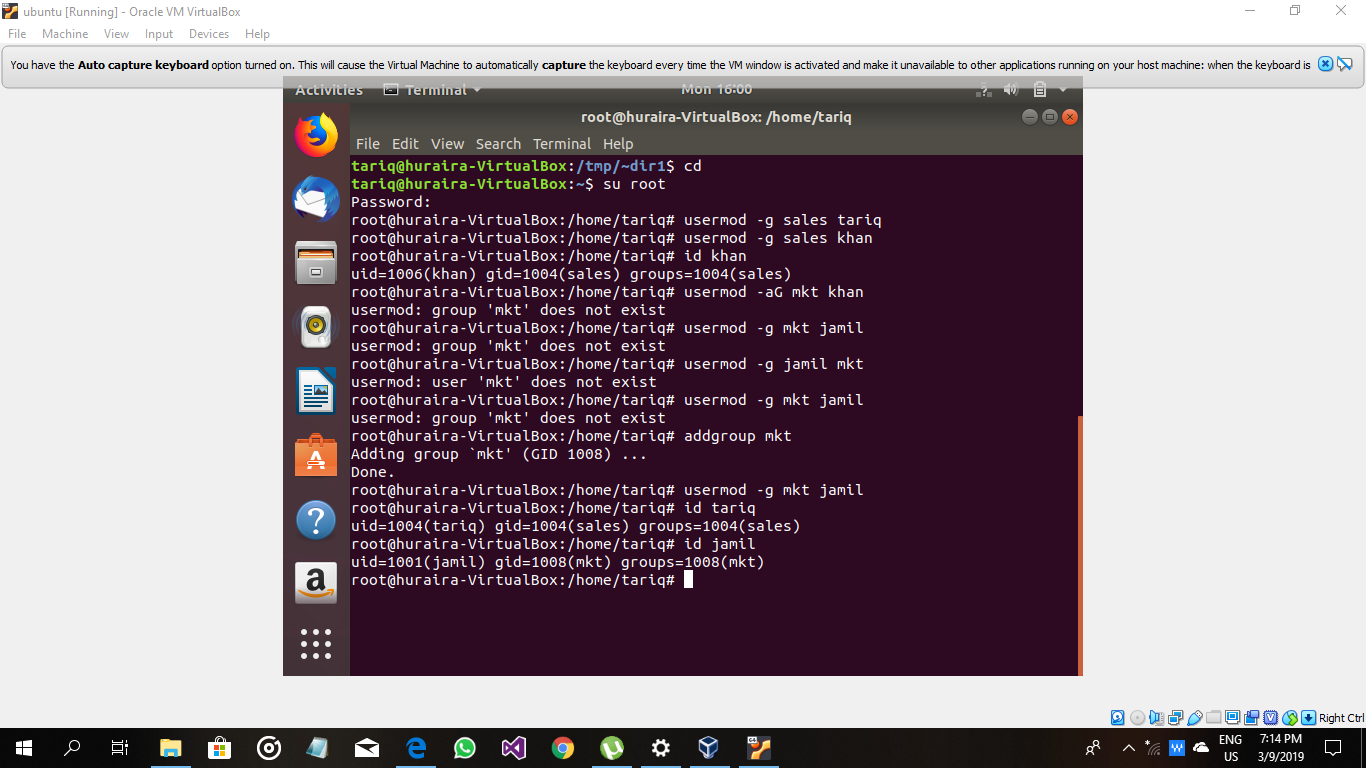 ubuntu [Running] - Oracle VM VirtualBox
File Machine View Input Devices Help
You have the Auto capture keyboard option turned on. This will cause the Virtual Machine to automatically capture the keyboard every time the VM window is activated and make it unavailable to other applications running on your host machine: when the keyboard is
Activities Terminal Mon 16:00
root@huraira-VirtualBox: /home/tariq
File Edit View Search Terminal Help
tariq@huraira-VirtualBox:/tmp/~dir1$ cd
tariq@huraira-VirtualBox:~$ su root
Password:
root@huraira-VirtualBox:/home/tariq# usermod -g sales tariq
root@huraira-VirtualBox:/home/tariq# usermod -g sales khan
root@huraira-VirtualBox:/home/tariq# id khan
uid=1006(khan) gid=1004(sales) groups=1004(sales)
root@huraira-VirtualBox:/home/tariq# usermod -aG mkt khan
usermod: group 'mkt' does not exist
root@huraira-VirtualBox:/home/tariq# usermod -g mkt jamil
usermod: group 'mkt' does not exist
root@huraira-VirtualBox:/home/tariq# usermod -g jamil mkt
usermod: user 'mkt' does not exist
root@huraira-VirtualBox:/home/tariq# usermod -g mkt jamil
usermod: group 'mkt' does not exist
root@huraira-VirtualBox:/home/tariq# addgroup mkt
Adding group `mkt' (GID 1008) ...
Done.
root@huraira-VirtualBox:/home/tariq# usermod -g mkt jamil
root@huraira-VirtualBox:/home/tariq# id tariq
uid=1004(tariq) gid=1004(sales) groups=1004(sales)
root@huraira-VirtualBox:/home/tariq# id jamil
uid=1001(jamil) gid=1008(mkt) groups=1008(mkt)
root@huraira-VirtualBox:/home/tariq#
Right Ctrl
ENG
US
7:14 PM
3/9/2019